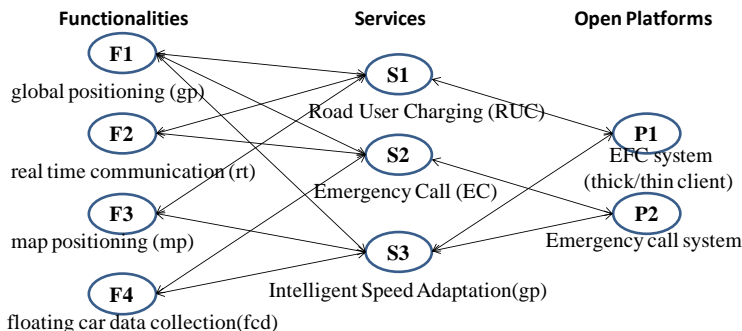 Functionalities Services Open Platforms
F1
global positioning (gp)
F2
real time communication (rt)
F3
map positioning (mp)
F4
floating car data collection(fcd)
S1
Road User Charging (RUC)
S2
Emergency Call (EC)
S3
Intelligent Speed Adaptation(gp)
P1
EFC system
(thick/thin client)
P2
Emergency call system